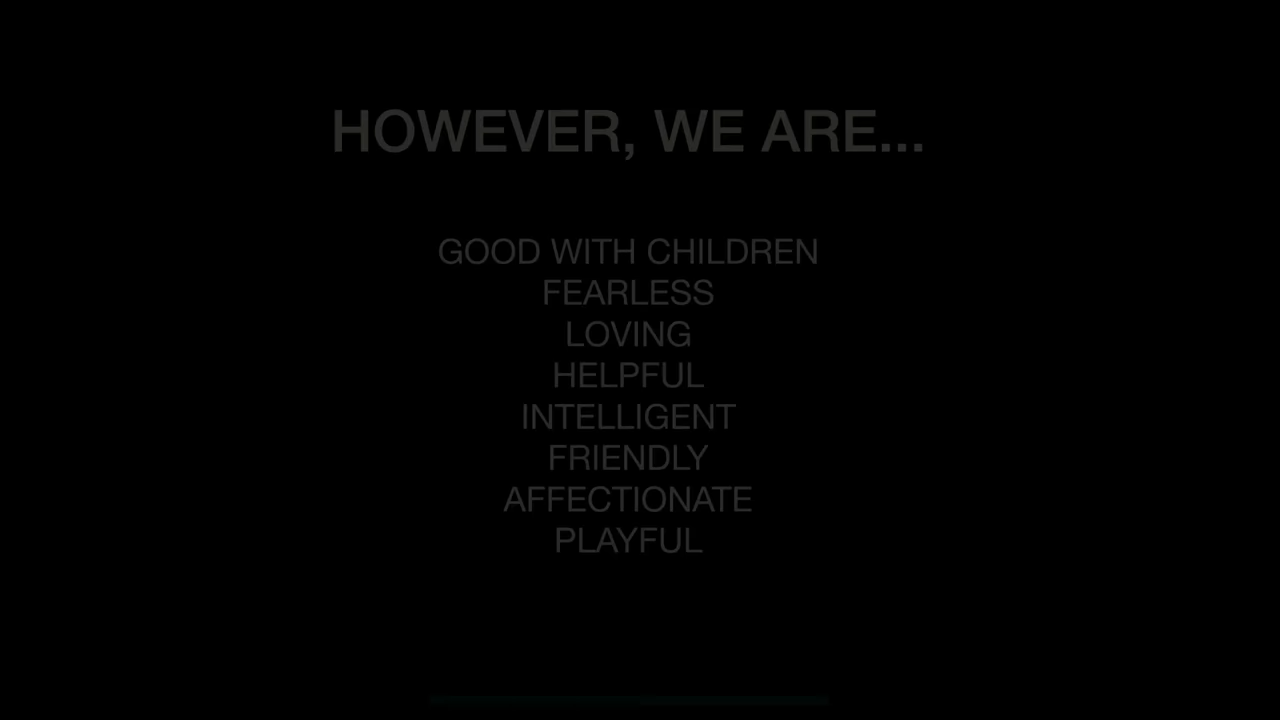 HOWEVER, WE ARE...
GOOD WITH CHILDREN
FEARLESS
LOVING
HELPFUL
INTELLIGENT
FRIENDLY
AFFECTIONATE
PLAYFUL